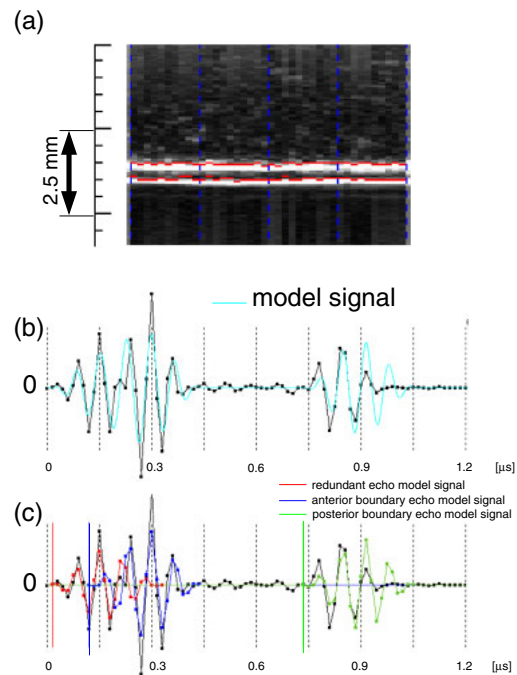 (a)
2.5 mm
model signal
(b)
0
0 0.3 0.6 0.9 1.2 [μs]
redundant echo model signal
anterior boundary echo model signal
posterior boundary echo model signal
(c)
0
0 0.3 0.6 0.9 1.2 [μs]